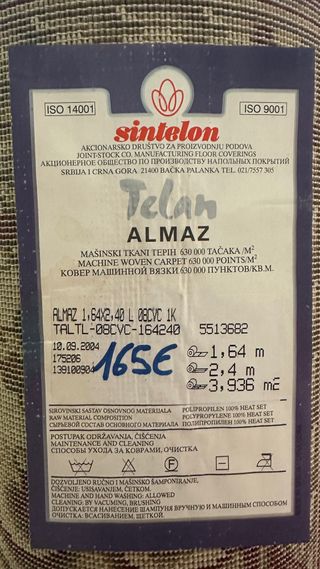 ISO 14001
ISO 9001
sintelon
AKCIONARSKO DRUŠTVO ZA PROIZVODNJU PODOVA
JOINT-STOCK CO. MANUFACTURING FLOOR COVERINGS
АКЦИОНЕРНОЕ ОБЩЕСТВО ПО ПРОИЗВОДСТВУ НАПОЛЬНЫХ ПОКРЫТИЙ
SRBIJA I CRNA GORA 21400 BAČKA PALANKA TEL. 021/7557 305
Telan
ALMAZ
MAŠINSKI TKANI TEPIH 630 000 TAČAKA /M²
MACHINE WOVEN CARPET 630 000 POINTS/M²
КОВЕР МАШИННОЙ ВЯЗКИ 630 000 ПУНКТОВ/КВ.М.
ALMAZ 1,64X2,40 L 08CVC 1K
TALTL-08CVC-164240 5513682
10.09.2004
175206
139100904
165€
1,64 m
2,4 m
3,936 m2
SIROVINSKI SASTAV OSNOVNOG MATERIJALA
RAW MATERIAL COMPOSITION
СЫРЬЕВОЙ СОСТАВ ОСНОВНОГО МАТЕРИАЛА
POLIPROPILEN 100% HEAT SET
POLYPROPYLENE 100% HEAT SET
ПОЛИПРОПИЛЕН 100% HEAT SET
POSTUPAK ODRŽAVANJA, ČIŠĆENJA
MAINTENANCE AND CLEANING
СПОСОБЫ УХОДА ЗА КОВРАМИ, ОЧИСТКА
DOZVOLJENO RUČNO I MAŠINSKO ŠAMPONIRANJE,
ČIŠĆENJE: USISAVANJEM, ČETKOM.
MACHINE AND HAND WASHING: ALLOWED
CLEANING: BY VACUMING, BRUSHING
ДОПУСКАЕТСЯ НАНЕСЕНИЕ ШАМПУНЯ ВРУЧНУЮ И МАШИННЫМ СПОСОБОМ
ОЧИСТКА: ВСАСЫВАНИЕМ, ЩЕТКОЙ.